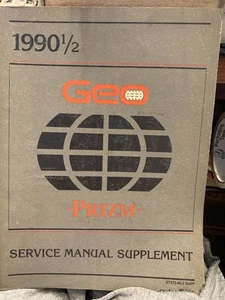 1990½
Geo
PRIZM
SERVICE MANUAL SUPPLEMENT